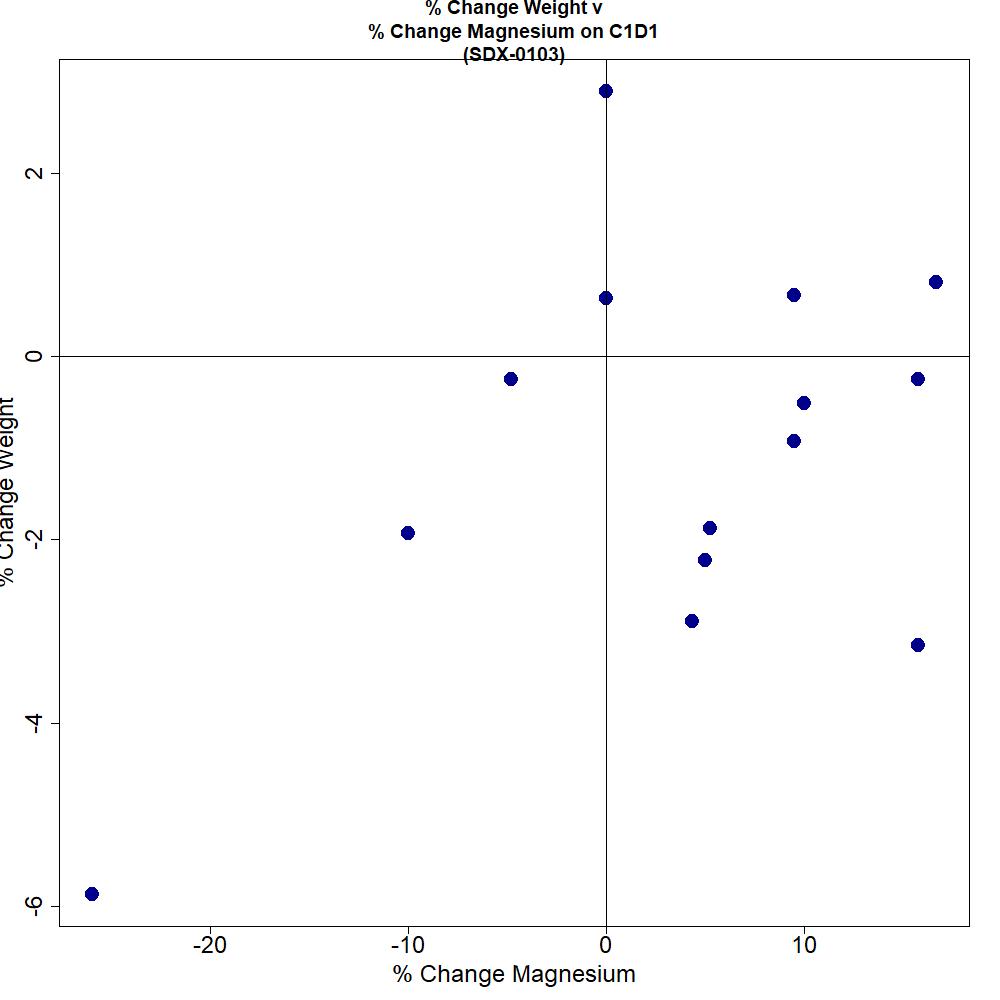 % Change Weight v
% Change Magnesium on C1D1
(SDX-0103)
2
0
-2
-4
-6
% Change Weight
-20 -10 0 10
% Change Magnesium